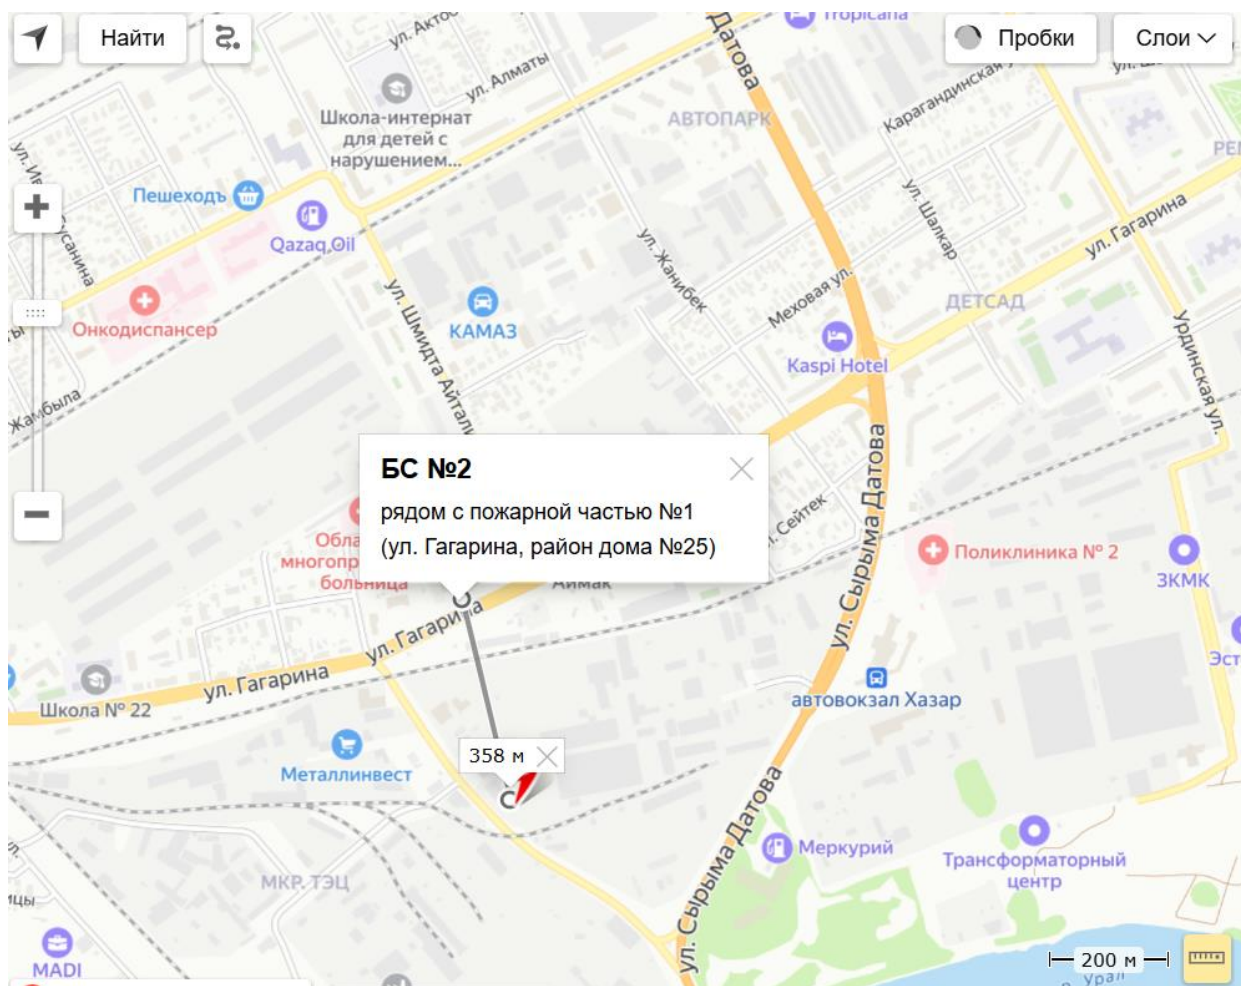 Найти
Пробки
Слои
Tropicana
ул. Алматы
Датова
Карагандинская
Школа-интернат
для детей с
нарушением...
АВТОПАРК
Пешеходъ
Qazaq Oil
ул. Шалкар
ул. Гагарина
ул. Жанибек
Меховая ул.
ДЕТСАД
Онкодиспансер
КАМАЗ
Kaspi Hotel
Урдинская ул.
ул. Шмидта Айтали
Жамбыла
БС №2
рядом с пожарной частью №1
(ул. Гагарина, район дома №25)
Сейтек
ул. Сырыма Датова
больница
Аймак
Поликлиника № 2
ЗКМК
ул. Гагарина
ул. Гагарина
Школа № 22
автовокзал Хазар
358 м
Металлинвест
ул. Сырыма Датова
Меркурий
Трансформаторный
центр
МКР. ТЭЦ
MADI
200 м
Урал